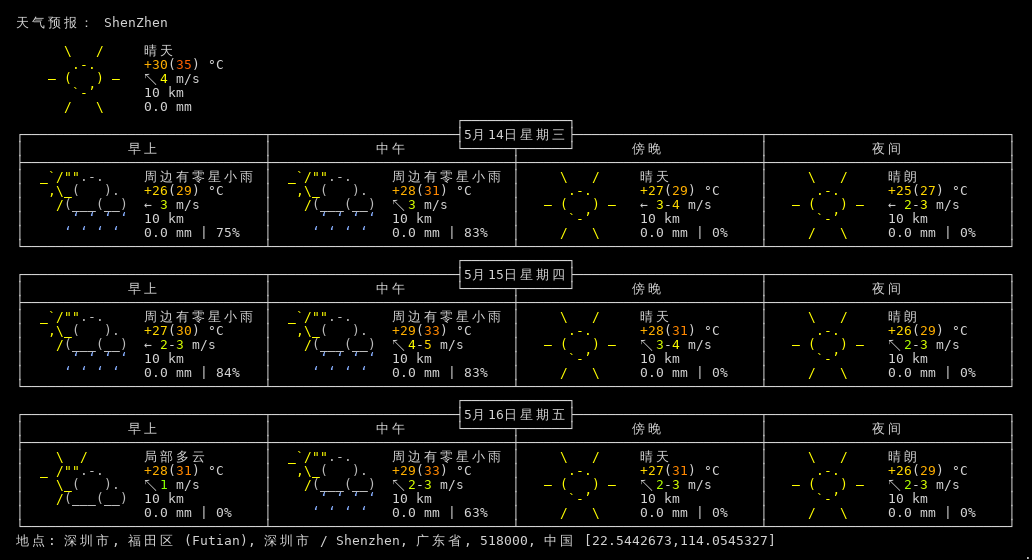 天气预报: ShenZhen
晴天
+30(35) °C
↖ 4 m/s
10 km
0.0 mm
5月14日星期三
早上 中午 傍晚 夜间
周边有零星小雨 周边有零星小雨 晴天 晴朗
+26(29) °C +28(31) °C +27(29) °C +25(27) °C
← 3 m/s ↖ 3 m/s ← 3-4 m/s ← 2-3 m/s
10 km 10 km 10 km 10 km
0.0 mm | 75% 0.0 mm | 83% 0.0 mm | 0% 0.0 mm | 0%
5月15日星期四
早上 中午 傍晚 夜间
周边有零星小雨 周边有零星小雨 晴天 晴朗
+27(30) °C +29(33) °C +28(31) °C +26(29) °C
← 2-3 m/s ↖ 4-5 m/s ↖ 3-4 m/s ↖ 2-3 m/s
10 km 10 km 10 km 10 km
0.0 mm | 84% 0.0 mm | 83% 0.0 mm | 0% 0.0 mm | 0%
5月16日星期五
早上 中午 傍晚 夜间
局部多云 周边有零星小雨 晴天 晴朗
+28(31) °C +29(33) °C +27(31) °C +26(29) °C
↖ 1 m/s ↖ 2-3 m/s ↖ 2-3 m/s ↖ 2-3 m/s
10 km 10 km 10 km 10 km
0.0 mm | 0% 0.0 mm | 63% 0.0 mm | 0% 0.0 mm | 0%
地点: 深圳市, 福田区 (Futian), 深圳市 / Shenzhen, 广东省, 518000, 中国 [22.5442673,114.0545327]